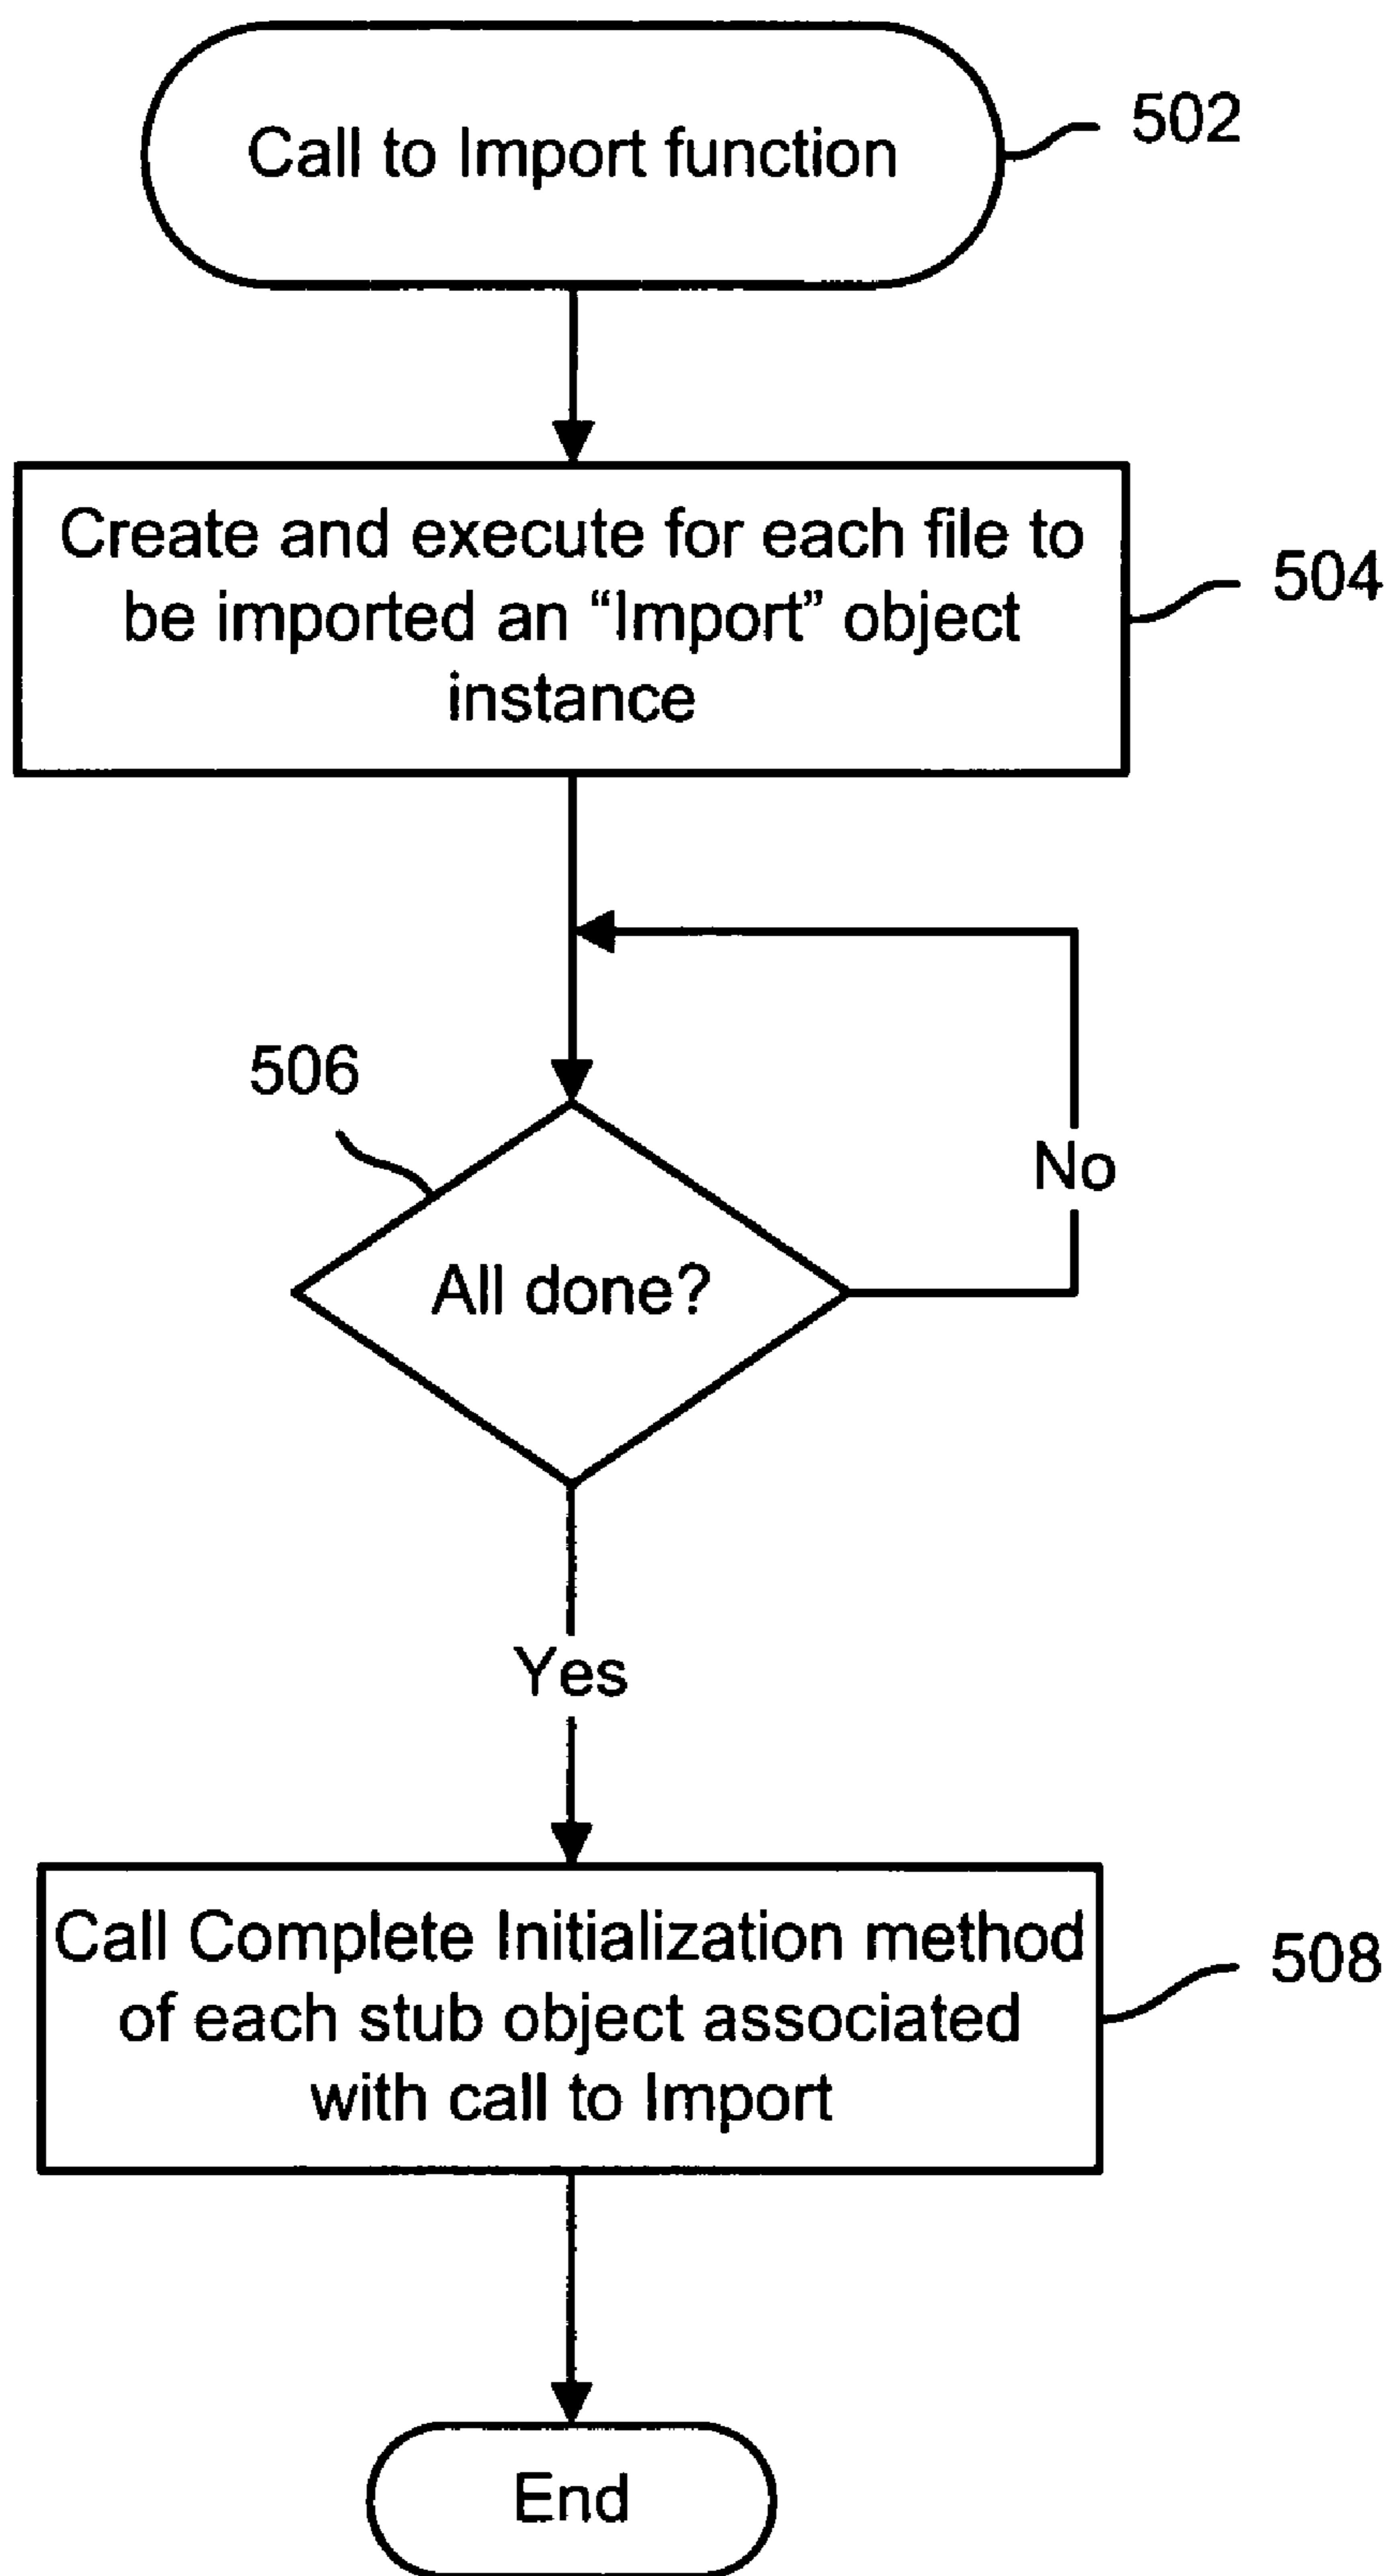 Call to Import function
502
Create and execute for each file to
be imported an “Import” object
instance
504
506
All done?
No
Yes
Call Complete Initialization method
of each stub object associated
with call to Import
508
End